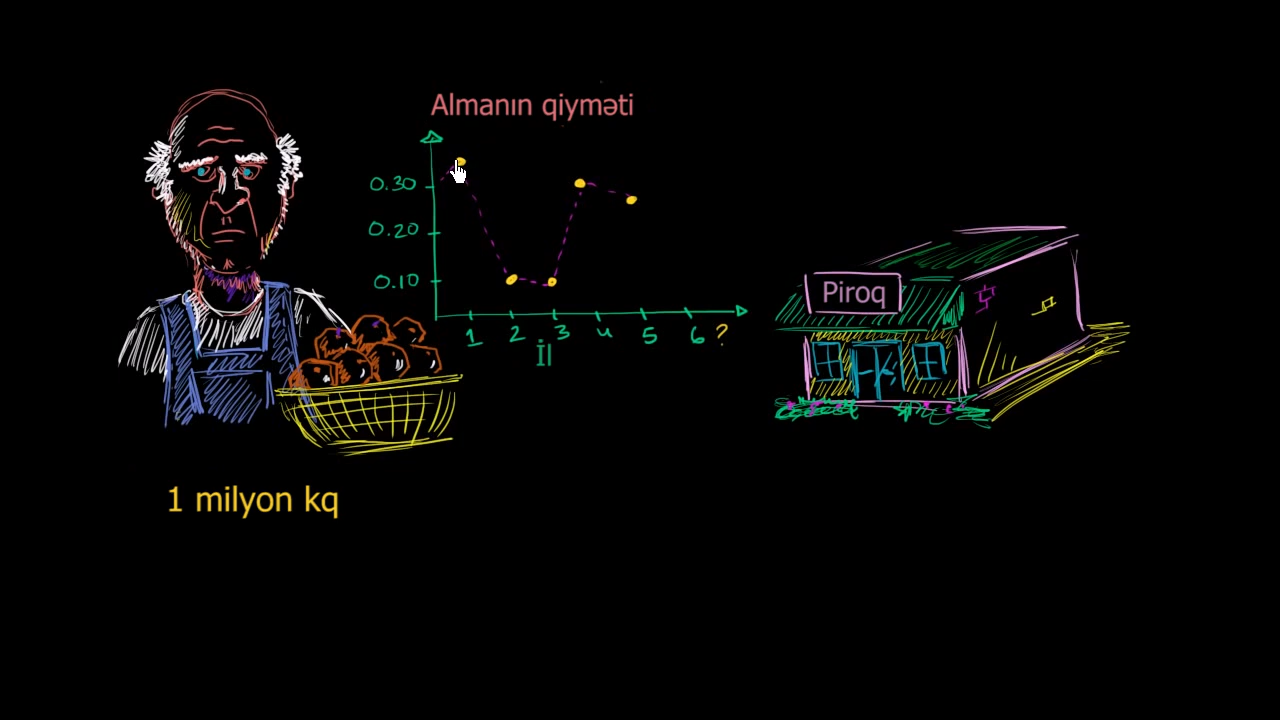 Almanın qiyməti
0.30
0.20
0.10
1 2 3 4 5 6 ?
İl
Piroq
1 milyon kq